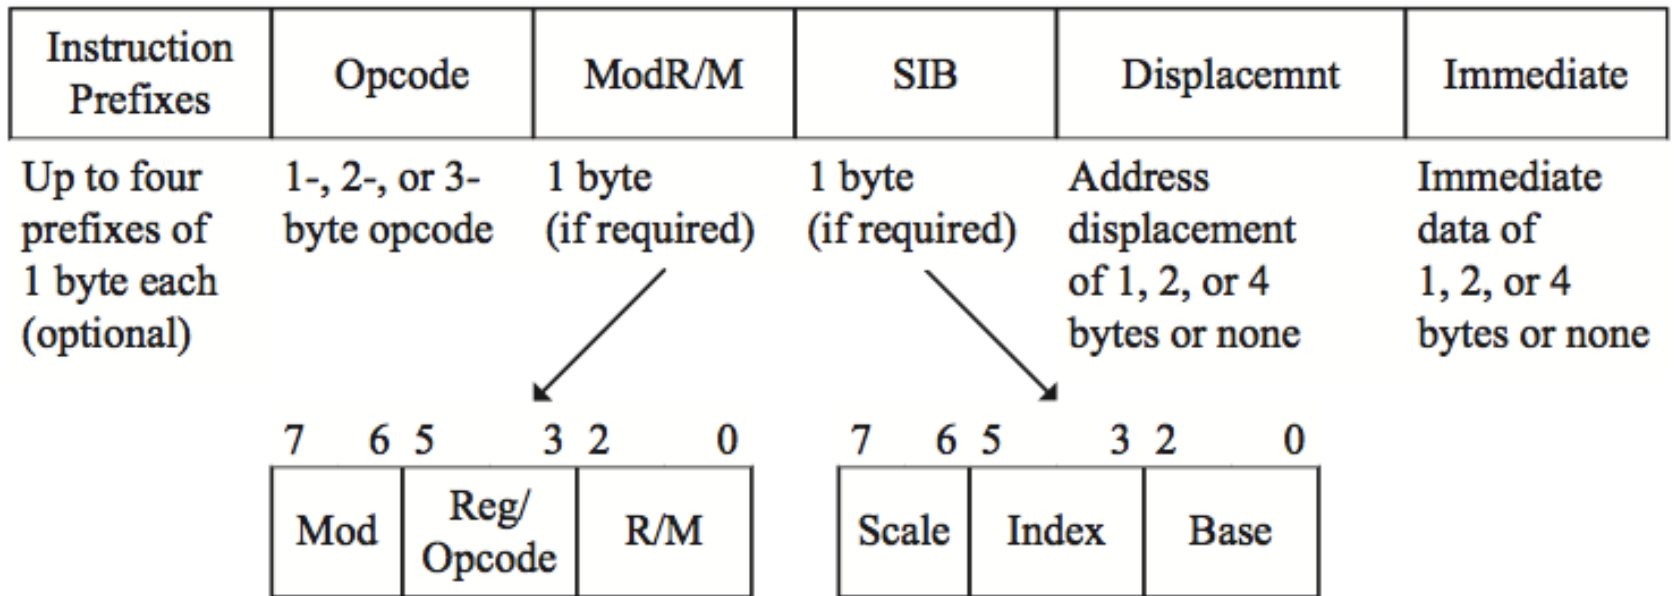 Instruction
Prefixes
Opcode
ModR/M
SIB
Displacemnt
Immediate
Up to four
prefixes of
1 byte each
(optional)
1-, 2-, or 3-
byte opcode
1 byte
(if required)
1 byte
(if required)
Address
displacement
of 1, 2, or 4
bytes or none
Immediate
data of
1, 2, or 4
bytes or none
7 6 5 3 2 0
Mod
Reg/
Opcode
R/M
7 6 5 3 2 0
Scale
Index
Base